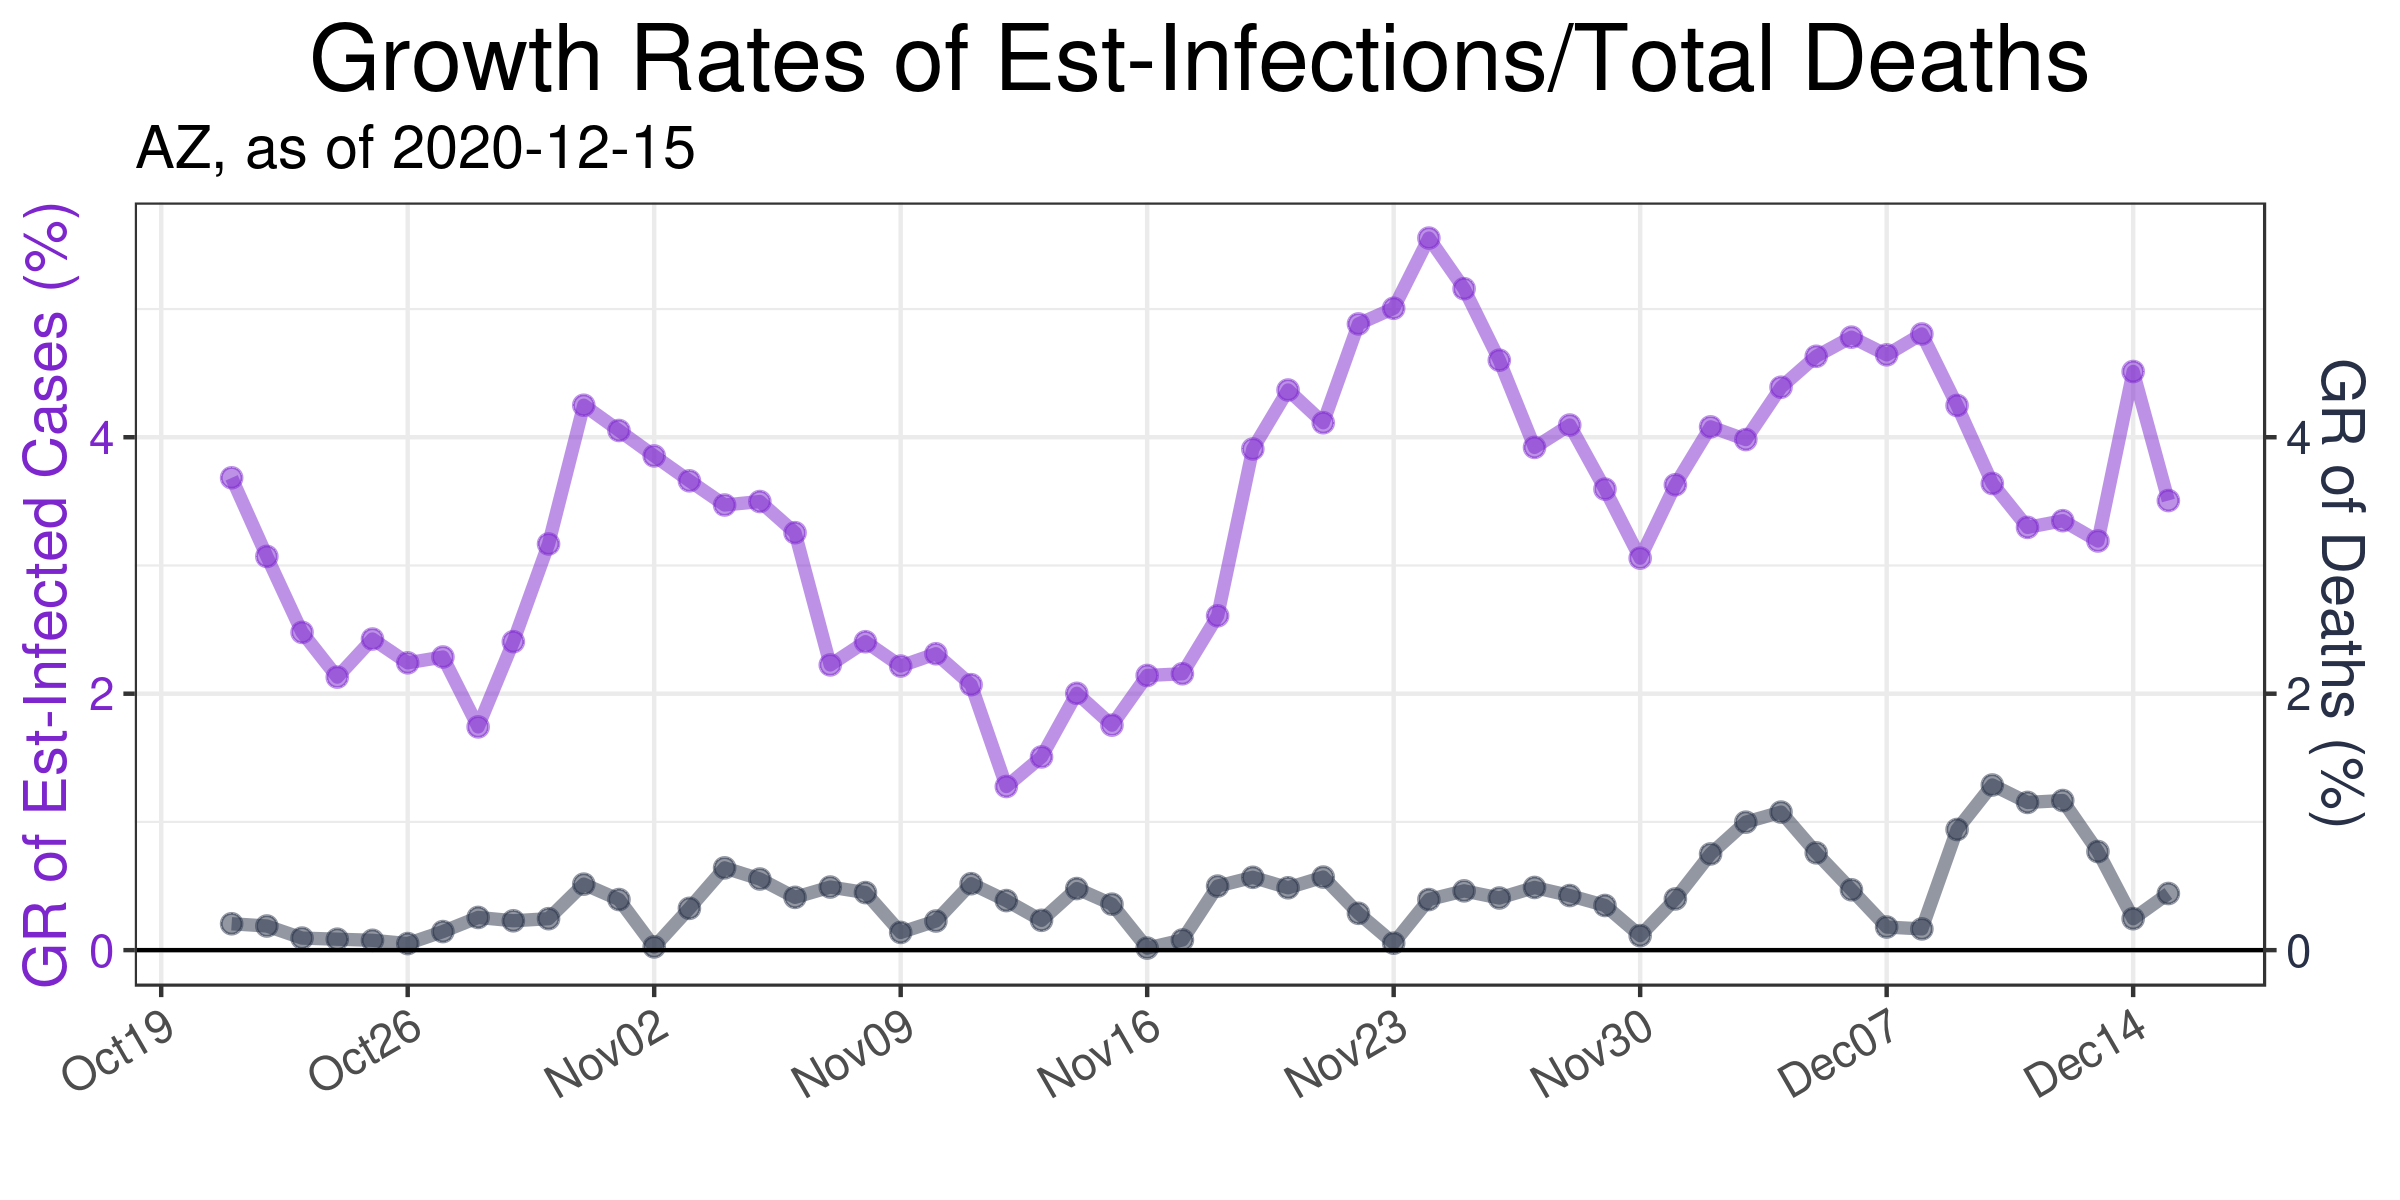 Growth Rates of Est-Infections/Total Deaths
AZ, as of 2020-12-15
GR of Est-Infected Cases (%)
4
2
0
4
2
0
GR of Deaths (%)
Oct19
Oct26
Nov02
Nov09
Nov16
Nov23
Nov30
Dec07
Dec14